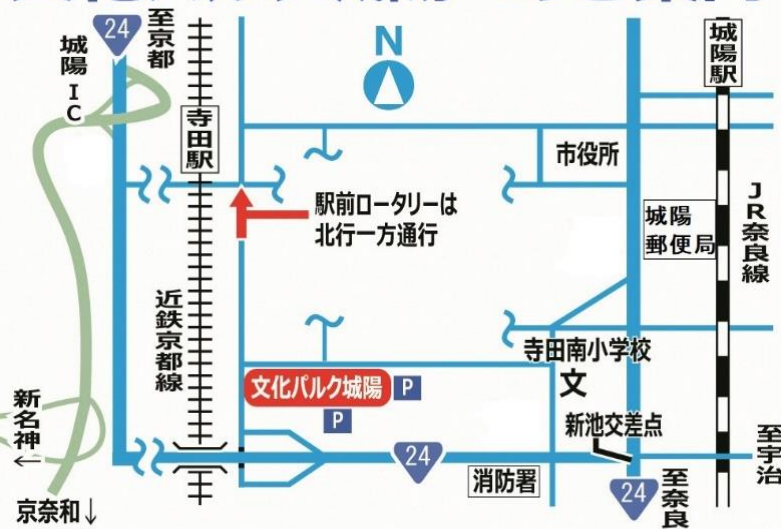 24
至京都
城陽IC
寺田駅
N
城陽駅
市役所
駅前ロータリーは
北行一方通行
城陽
郵便局
JR奈良線
近鉄京都線
寺田南小学校
文
文化パルク城陽
P
P
新池交差点
新名神
←
24
消防署
至宇治
京奈和↓
24
至奈良